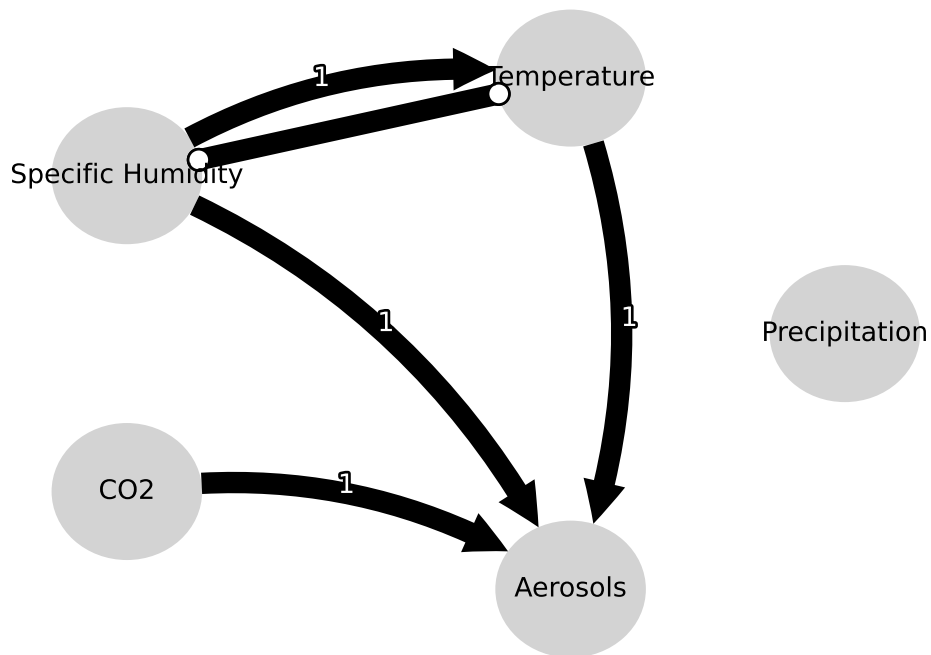 Temperature
1
Specific Humidity
1
1
Precipitation
CO2
1
Aerosols